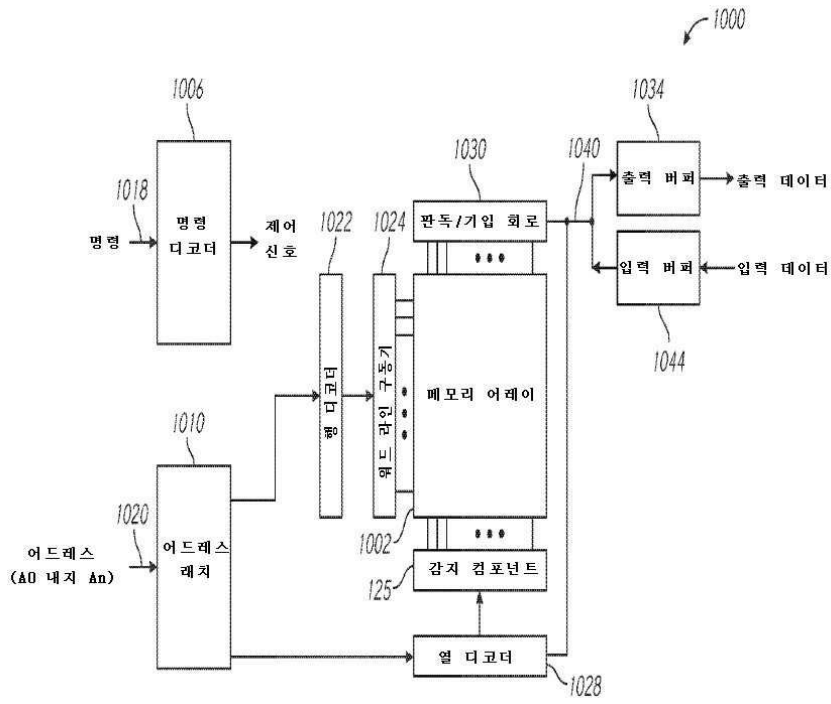 1000
1006
1034
1018
1030
1040
출력 버퍼
출력 데이터
명령
명령
디코더
제어
신호
1022
1024
판독/기입 회로
입력 버퍼
입력 데이터
1044
행 디코더
워드 라인 구동기
메모리 어레이
1010
1020
어드레스
(A0 내지 An)
어드레스
래치
1002
125
감지 컴포넌트
열 디코더
1028